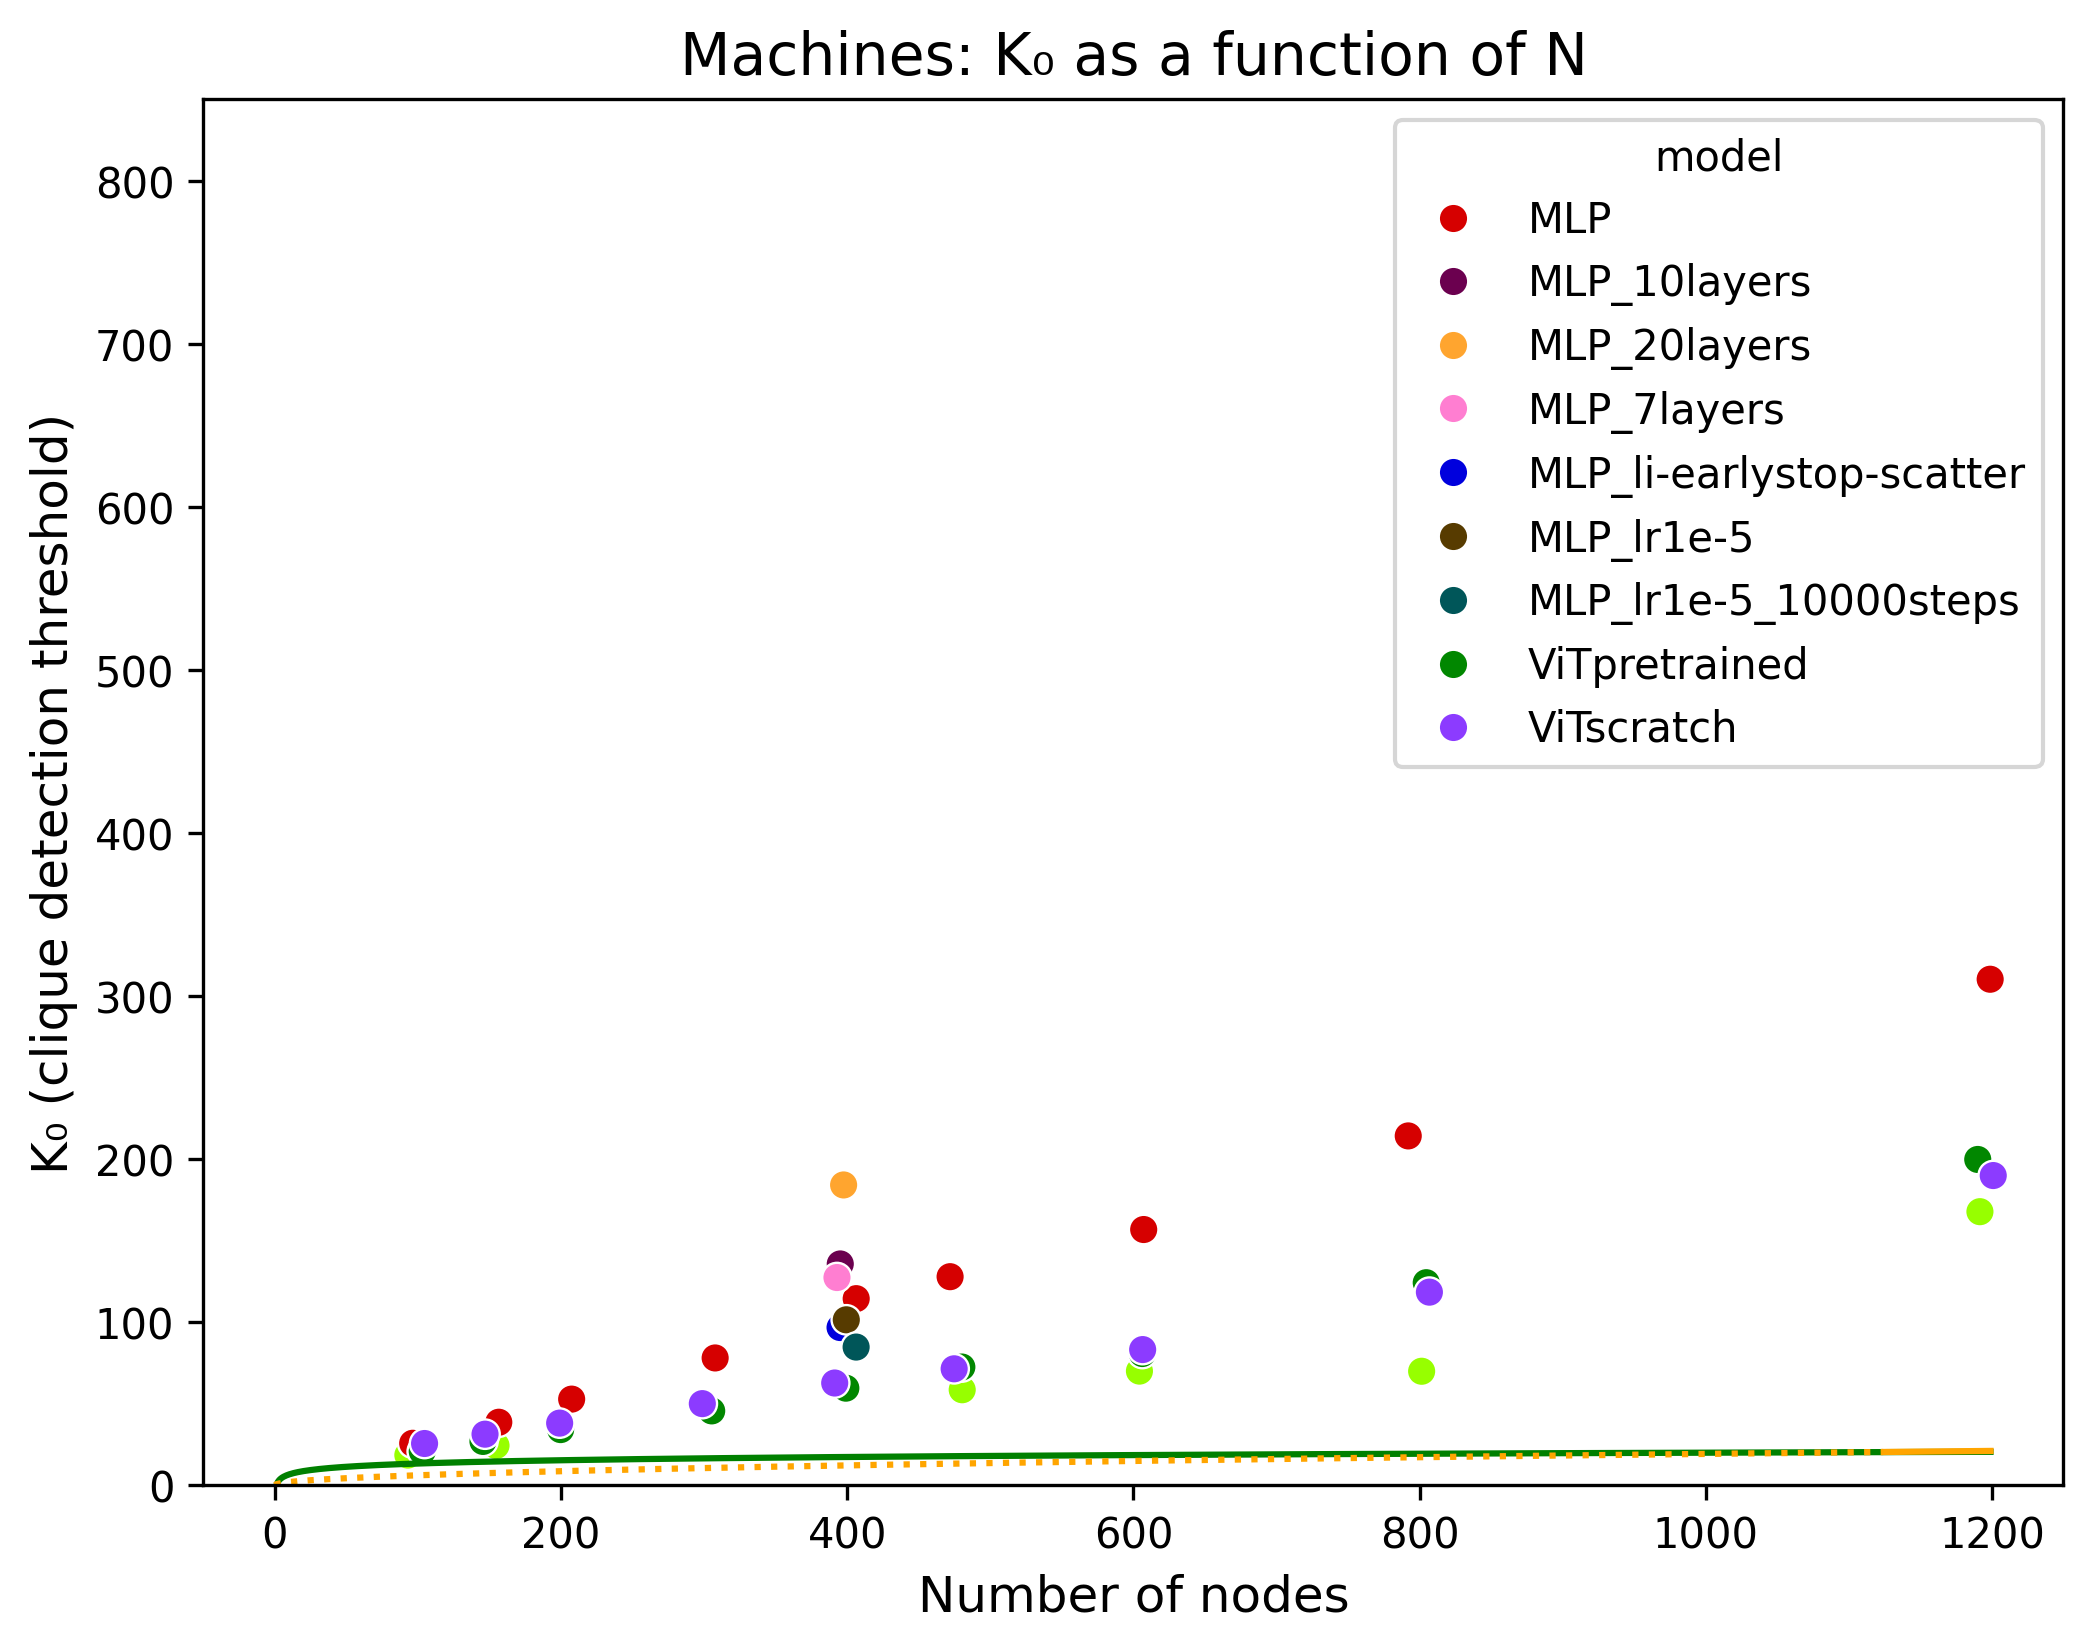 Machines: K₀ as a function of N
K₀ (clique detection threshold)
800
700
600
500
400
300
200
100
0
model
MLP
MLP_10layers
MLP_20layers
MLP_7layers
MLP_li-earlystop-scatter
MLP_lr1e-5
MLP_lr1e-5_10000steps
ViTpretrained
ViTscratch
0 200 400 600 800 1000 1200
Number of nodes